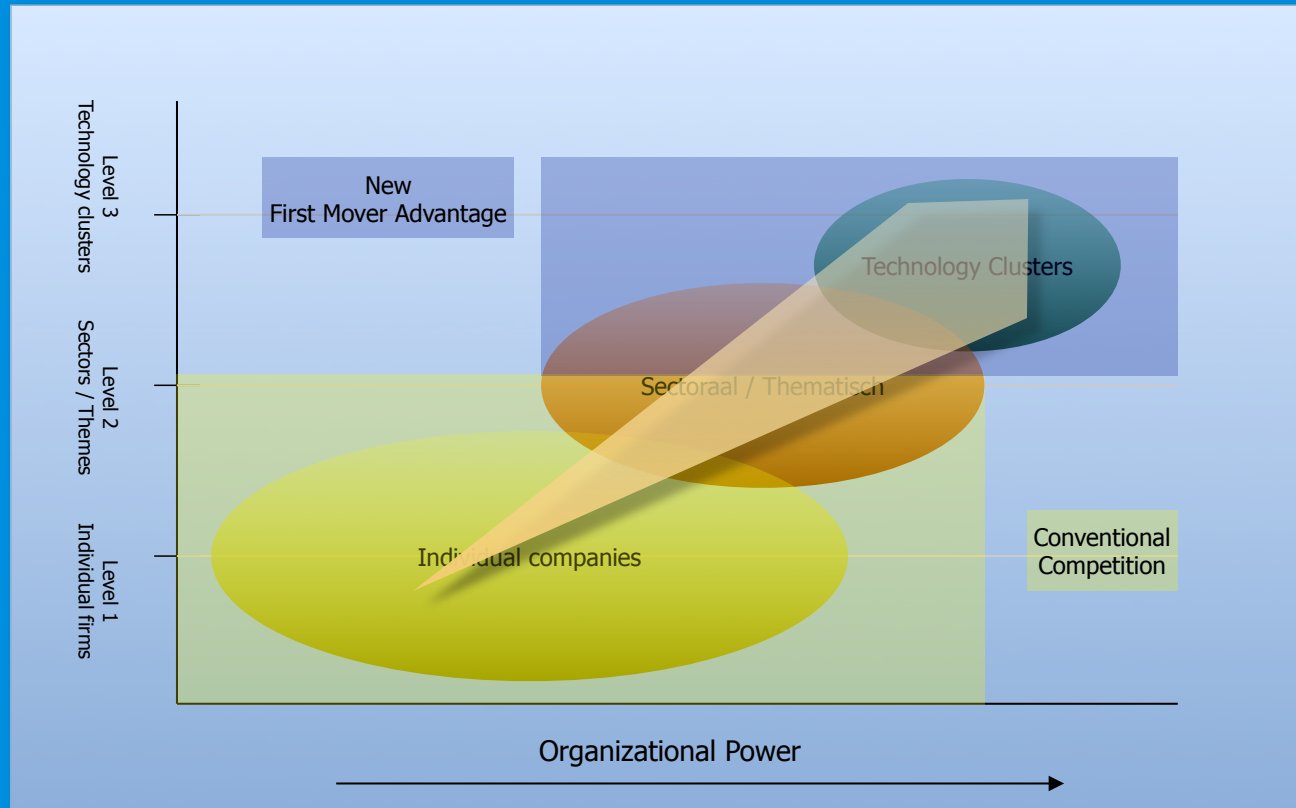 Level 3
Technology clusters
New
First Mover Advantage
Technology Clusters
Level 2
Sectors / Themes
Sectoraal / Thematisch
Level 1
Individual firms
Individual companies
Conventional
Competition
Organizational Power